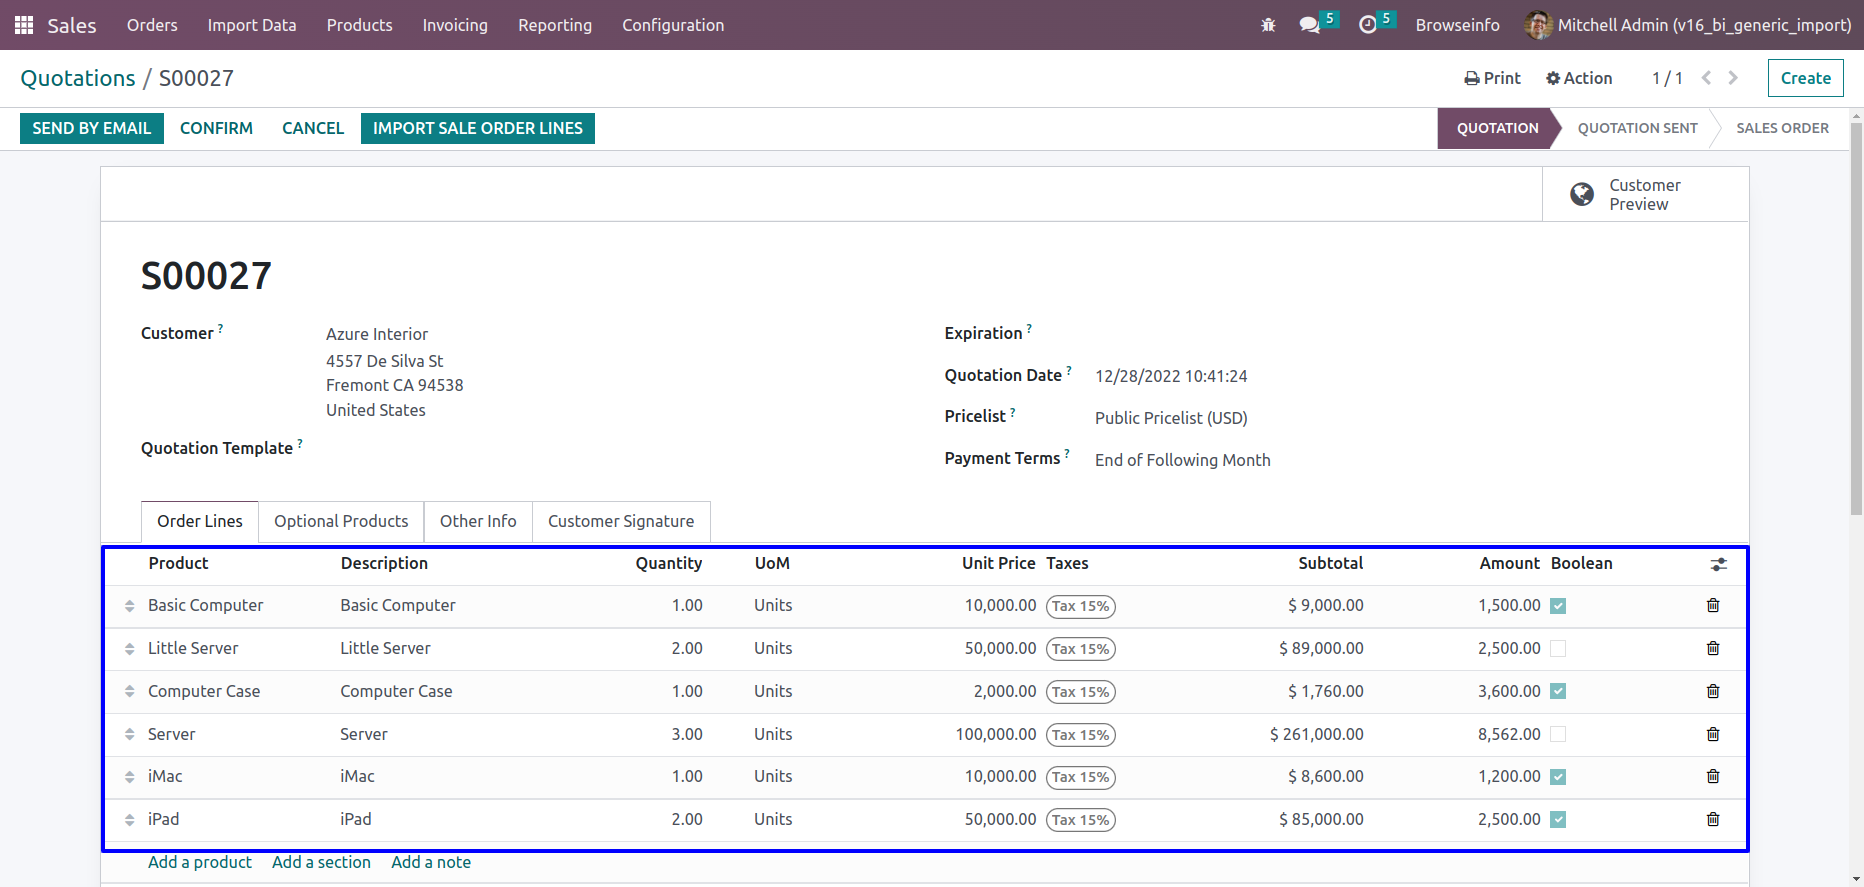 Sales Orders Import Data Products Invoicing Reporting Configuration 5 5 Browseinfo Mitchell Admin (v16_bi_generic_import)
Quotations / S00027 Print Action 1 / 1 Create
SEND BY EMAIL CONFIRM CANCEL IMPORT SALE ORDER LINES QUOTATION QUOTATION SENT SALES ORDER
Customer
Preview
S00027
Customer ? Azure Interior Expiration ?
4557 De Silva St
Quotation Date ? 12/28/2022 10:41:24
Fremont CA 94538
United States
Pricelist ? Public Pricelist (USD)
Quotation Template ?
Payment Terms ? End of Following Month
Order Lines Optional Products Other Info Customer Signature
Product Description Quantity UoM Unit Price Taxes Subtotal Amount Boolean
Basic Computer Basic Computer 1.00 Units 10,000.00 Tax 15% $ 9,000.00 1,500.00
Little Server Little Server 2.00 Units 50,000.00 Tax 15% $ 89,000.00 2,500.00
Computer Case Computer Case 1.00 Units 2,000.00 Tax 15% $ 1,760.00 3,600.00
Server Server 3.00 Units 100,000.00 Tax 15% $ 261,000.00 8,562.00
iMac iMac 1.00 Units 10,000.00 Tax 15% $ 8,600.00 1,200.00
iPad iPad 2.00 Units 50,000.00 Tax 15% $ 85,000.00 2,500.00
Add a product Add a section Add a note